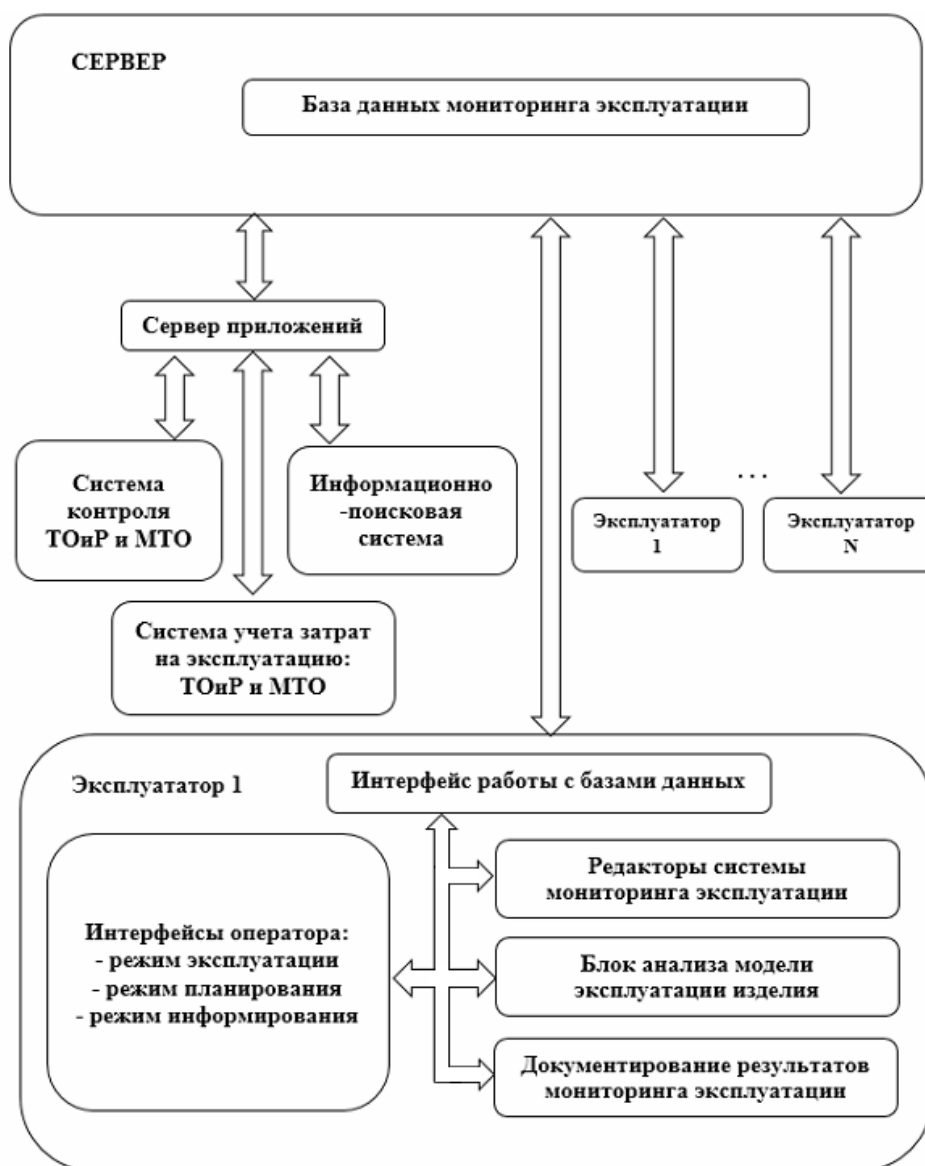 СЕРВЕР
База данных мониторинга эксплуатации
Сервер приложений
Система
контроля
ТОиР и МТО
Информационно
-поисковая
система
...
Эксплуататор
1
Эксплуататор
N
Система учета затрат
на эксплуатацию:
ТОиР и МТО
Эксплуататор 1
Интерфейс работы с базами данных
Интерфейсы оператора:
- режим эксплуатации
- режим планирования
- режим информирования
Редакторы системы
мониторинга эксплуатации
Блок анализа модели
эксплуатации изделия
Документирование результатов
мониторинга эксплуатации